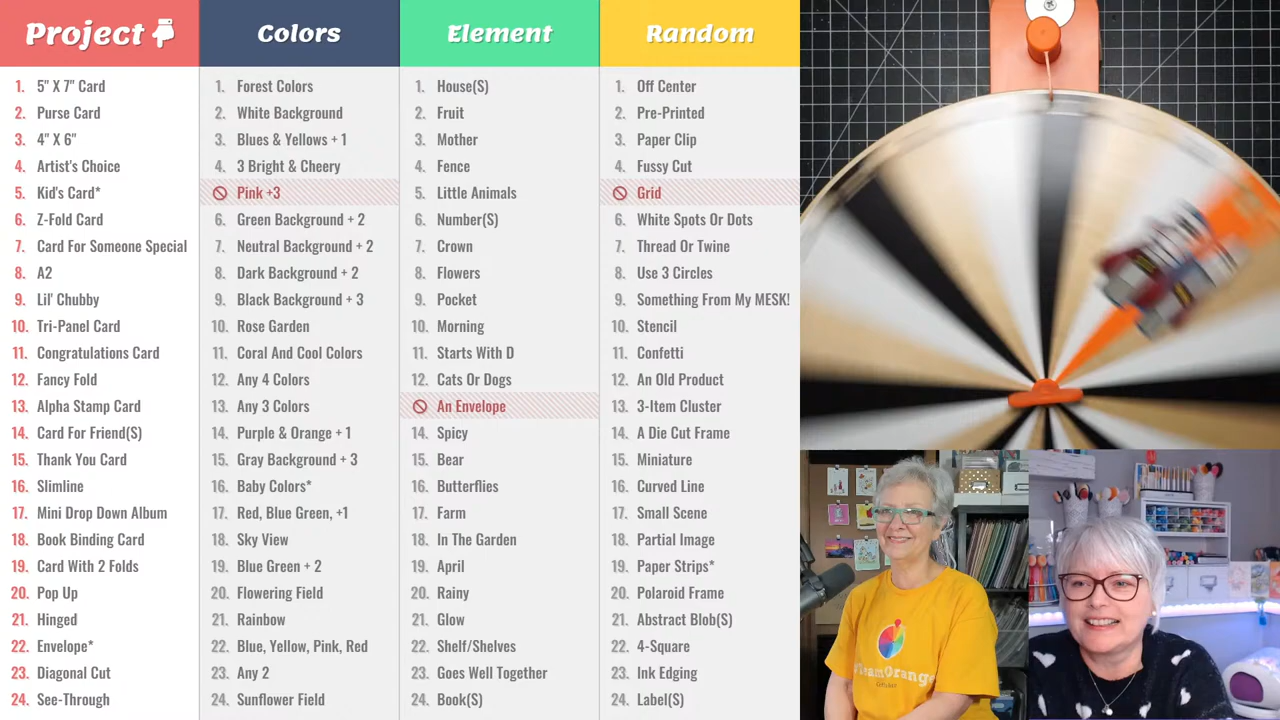 Project
1. 5" X 7" Card
2. Purse Card
3. 4" X 6"
4. Artist's Choice
5. Kid's Card*
6. Z-Fold Card
7. Card For Someone Special
8. A2
9. Lil' Chubby
10. Tri-Panel Card
11. Congratulations Card
12. Fancy Fold
13. Alpha Stamp Card
14. Card For Friend(S)
15. Thank You Card
16. Slimline
17. Mini Drop Down Album
18. Book Binding Card
19. Card With 2 Folds
20. Pop Up
21. Hinged
22. Envelope*
23. Diagonal Cut
24. See-Through
Colors
1. Forest Colors
2. White Background
3. Blues & Yellows + 1
4. 3 Bright & Cheery
Pink +3
6. Green Background + 2
7. Neutral Background + 2
8. Dark Background + 2
9. Black Background + 3
10. Rose Garden
11. Coral And Cool Colors
12. Any 4 Colors
13. Any 3 Colors
14. Purple & Orange + 1
15. Gray Background + 3
16. Baby Colors*
17. Red, Blue Green, +1
18. Sky View
19. Blue Green + 2
20. Flowering Field
21. Rainbow
22. Blue, Yellow, Pink, Red
23. Any 2
24. Sunflower Field
Element
1. House(S)
2. Fruit
3. Mother
4. Fence
5. Little Animals
6. Number(S)
7. Crown
8. Flowers
9. Pocket
10. Morning
11. Starts With D
12. Cats Or Dogs
An Envelope
14. Spicy
15. Bear
16. Butterflies
17. Farm
18. In The Garden
19. April
20. Rainy
21. Glow
22. Shelf/Shelves
23. Goes Well Together
24. Book(S)
Random
1. Off Center
2. Pre-Printed
3. Paper Clip
4. Fussy Cut
Grid
6. White Spots Or Dots
7. Thread Or Twine
8. Use 3 Circles
9. Something From My MESK!
10. Stencil
11. Confetti
12. An Old Product
13. 3-Item Cluster
14. A Die Cut Frame
15. Miniature
16. Curved Line
17. Small Scene
18. Partial Image
19. Paper Strips*
20. Polaroid Frame
21. Abstract Blob(S)
22. 4-Square
23. Ink Edging
24. Label(S)
#TeamOrange